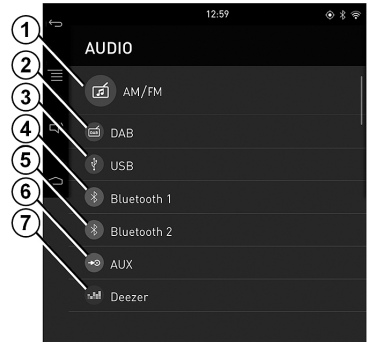 12:59
AUDIO
1
AM/FM
2
DAB
DAB
3
USB
4
Bluetooth 1
5
Bluetooth 2
6
AUX
7
Deezer